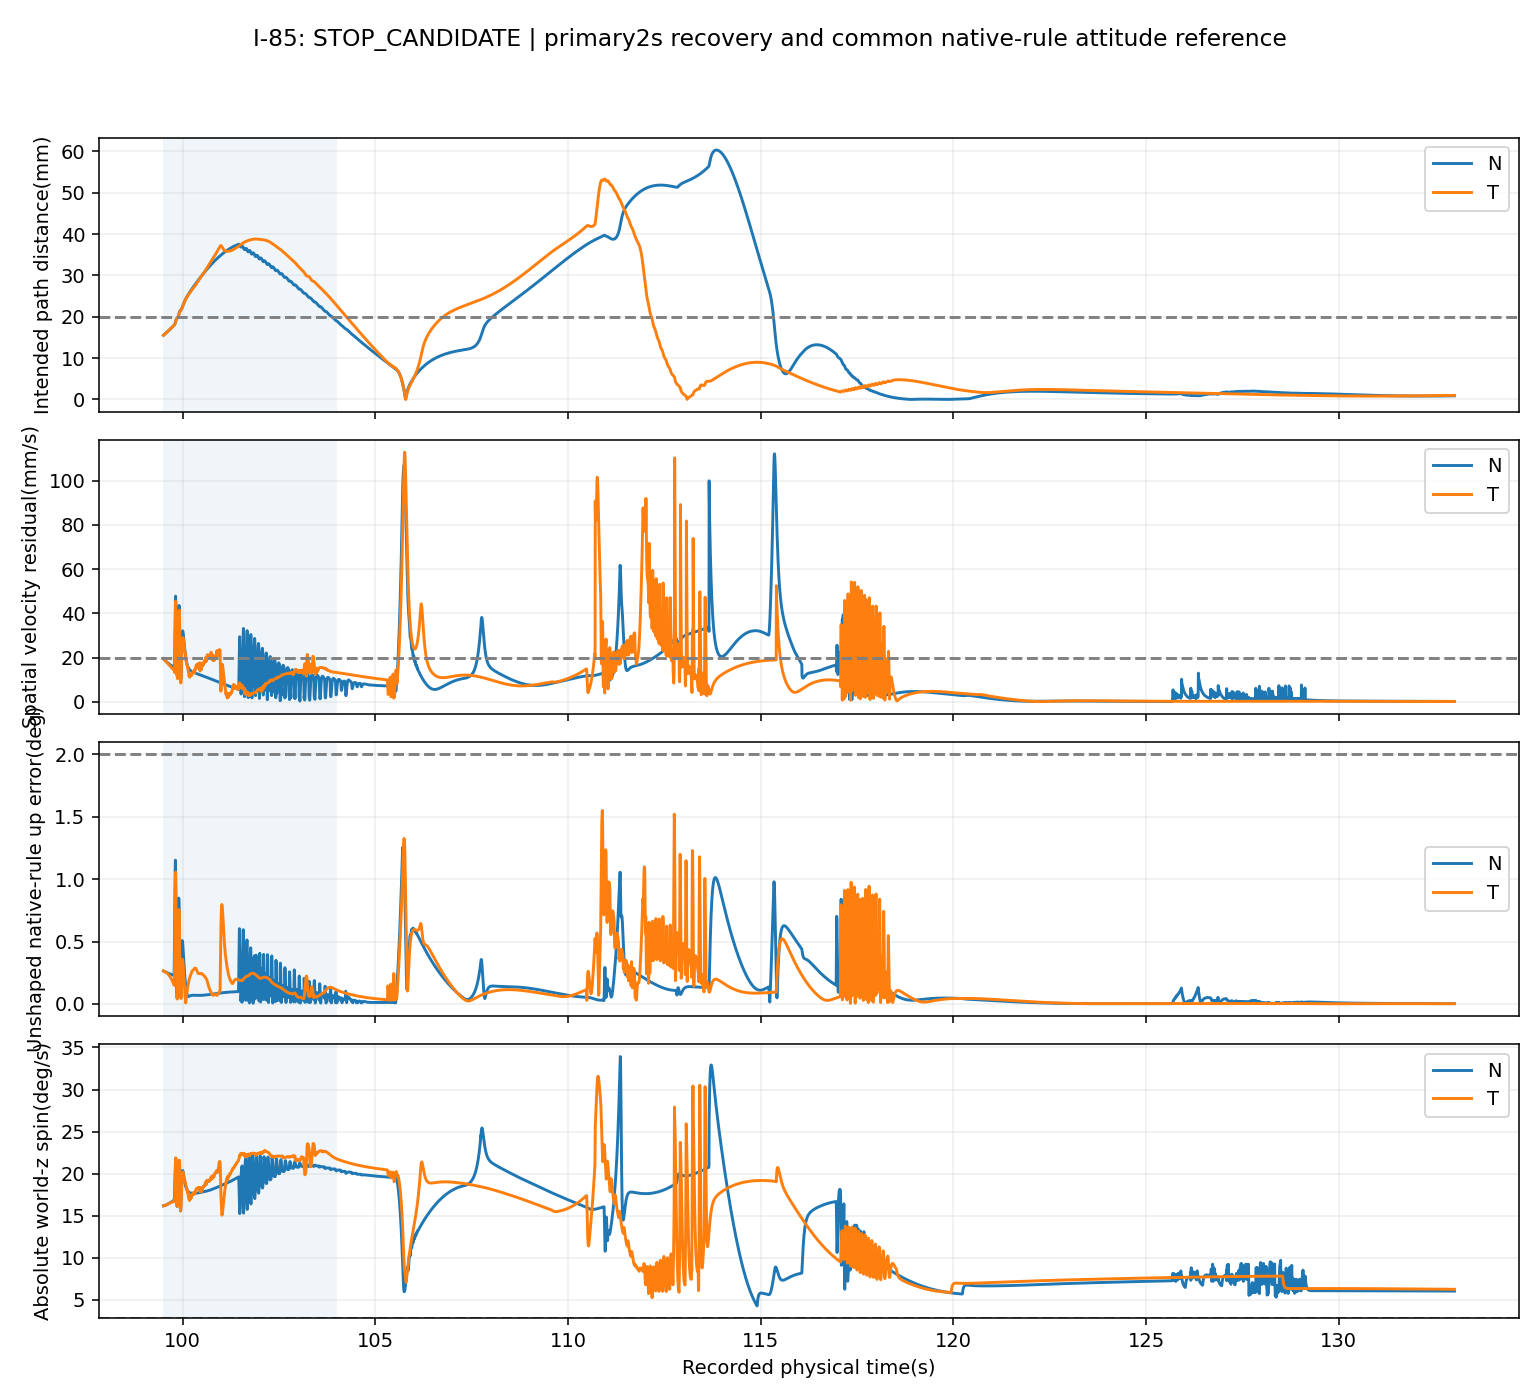 I-85: STOP_CANDIDATE | primary2s recovery and common native-rule attitude reference
Intended path distance(mm)
60
50
40
30
20
10
0
N
T
Spatial velocity residual(mm/s)
100
80
60
40
20
0
N
T
Unshaped native-rule up error(deg)
2.0
1.5
1.0
0.5
0.0
N
T
Absolute world-z spin(deg/s)
35
30
25
20
15
10
5
N
T
100
105
110
115
120
125
130
Recorded physical time(s)